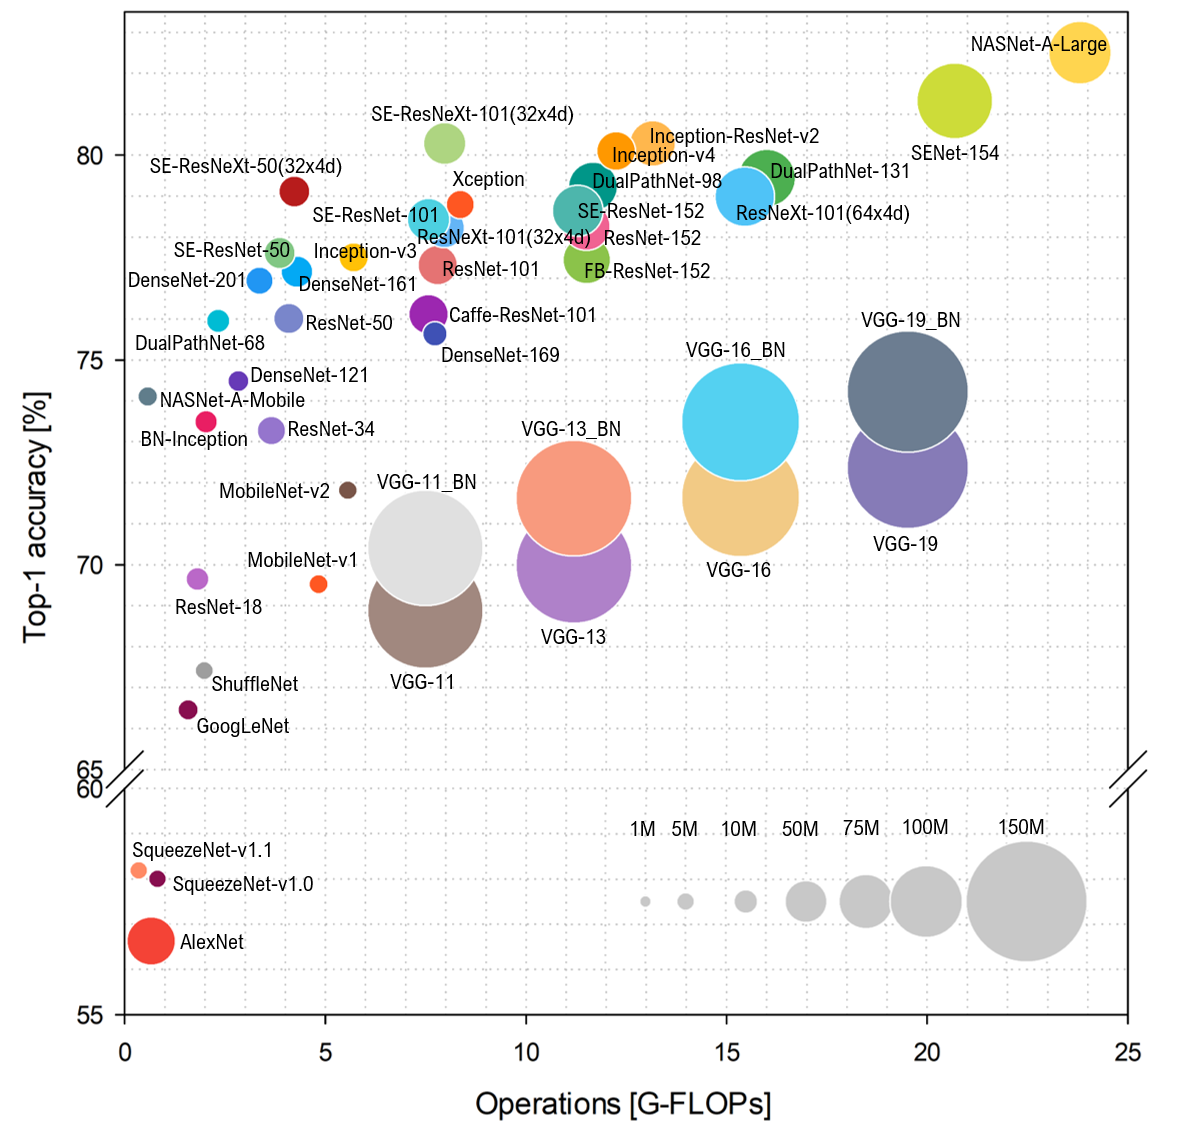 NASNet-A-Large
SE-ResNeXt-101(32x4d)
Inception-ResNet-v2
SENet-154
80
Inception-v4
SE-ResNeXt-50(32x4d)
Xception
DualPathNet-98
DualPathNet-131
SE-ResNet-101
SE-ResNet-152
ResNeXt-101(64x4d)
ResNeXt-101(32x4d)
ResNet-152
SE-ResNet-50
Inception-v3
ResNet-101
FB-ResNet-152
DenseNet-201
DenseNet-161
Caffe-ResNet-101
ResNet-50
VGG-19_BN
DualPathNet-68
VGG-16_BN
DenseNet-169
75
DenseNet-121
NASNet-A-Mobile
BN-Inception
ResNet-34
VGG-13_BN
MobileNet-v2
VGG-11_BN
VGG-19
MobileNet-v1
70
VGG-16
ResNet-18
VGG-13
ShuffleNet
VGG-11
GoogLeNet
65
60
1M 5M 10M 50M 75M 100M 150M
SqueezeNet-v1.1
SqueezeNet-v1.0
AlexNet
55
0 5 10 15 20 25
Operations [G-FLOPs]
Top-1 accuracy [%]